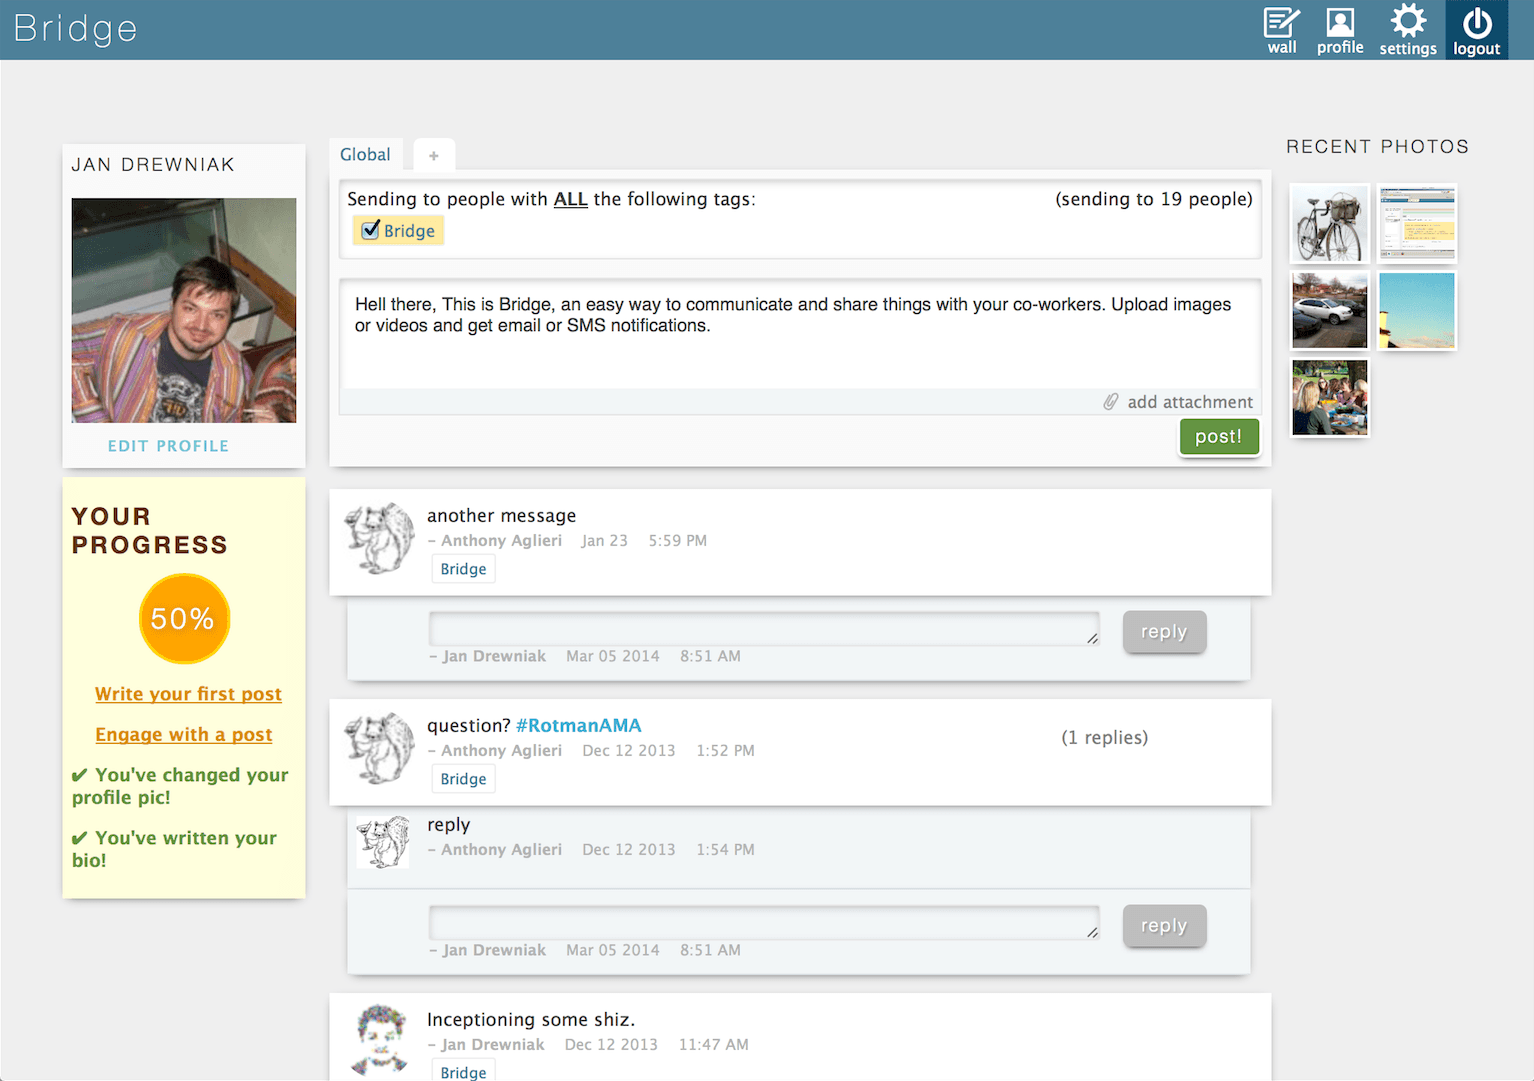 Bridge
wall
profile
settings
logout
JAN DREWNIAK
EDIT PROFILE
YOUR
PROGRESS
50%
Write your first post
Engage with a post
✔ You've changed your
profile pic!
✔ You've written your
bio!
Global
+
Sending to people with ALL the following tags:
(sending to 19 people)
Bridge
Hell there, This is Bridge, an easy way to communicate and share things with your co-workers. Upload images
or videos and get email or SMS notifications.
add attachment
post!
another message
– Anthony Aglieri Jan 23 5:59 PM
Bridge
reply
– Jan Drewniak Mar 05 2014 8:51 AM
question? #RotmanAMA
(1 replies)
– Anthony Aglieri Dec 12 2013 1:52 PM
Bridge
reply
– Anthony Aglieri Dec 12 2013 1:54 PM
reply
– Jan Drewniak Mar 05 2014 8:51 AM
Inceptioning some shiz.
– Jan Drewniak Dec 12 2013 11:47 AM
Bridge
RECENT PHOTOS